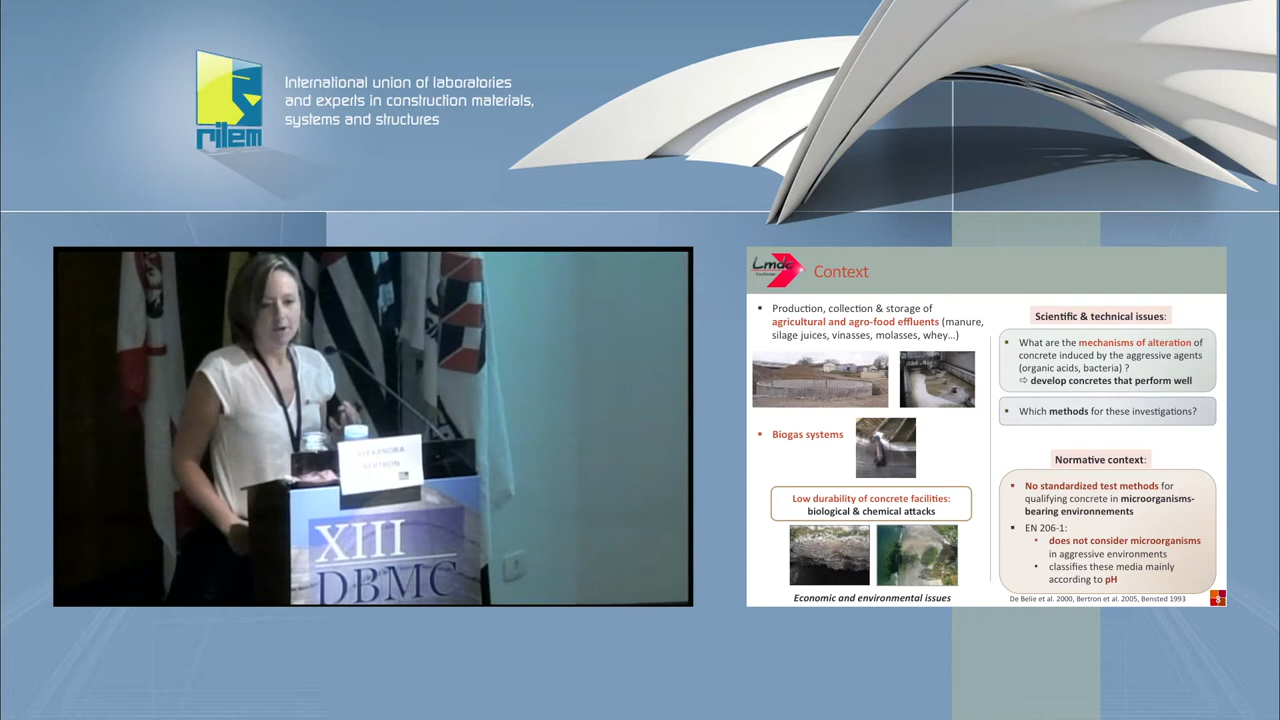 International union of laboratories
and experts in construction materials,
systems and structures
rilem
ALEXANDRA
BERTRON
XIII
DBMC
Lmdc
Context
▪ Production, collection & storage of
agricultural and agro-food effluents (manure,
silage juices, vinasses, molasses, whey…)
▪ Biogas systems
Low durability of concrete facilities:
biological & chemical attacks
Economic and environmental issues
Scientific & technical issues:
▪ What are the mechanisms of alteration of
concrete induced by the aggressive agents
(organic acids, bacteria) ?
⇨ develop concretes that perform well
▪ Which methods for these investigations?
Normative context:
▪ No standardized test methods for
qualifying concrete in microorganisms-
bearing environnements
▪ EN 206-1:
• does not consider microorganisms
in aggressive environments
• classifies these media mainly
according to pH
De Belie et al. 2000, Bertron et al. 2005, Bensted 1993